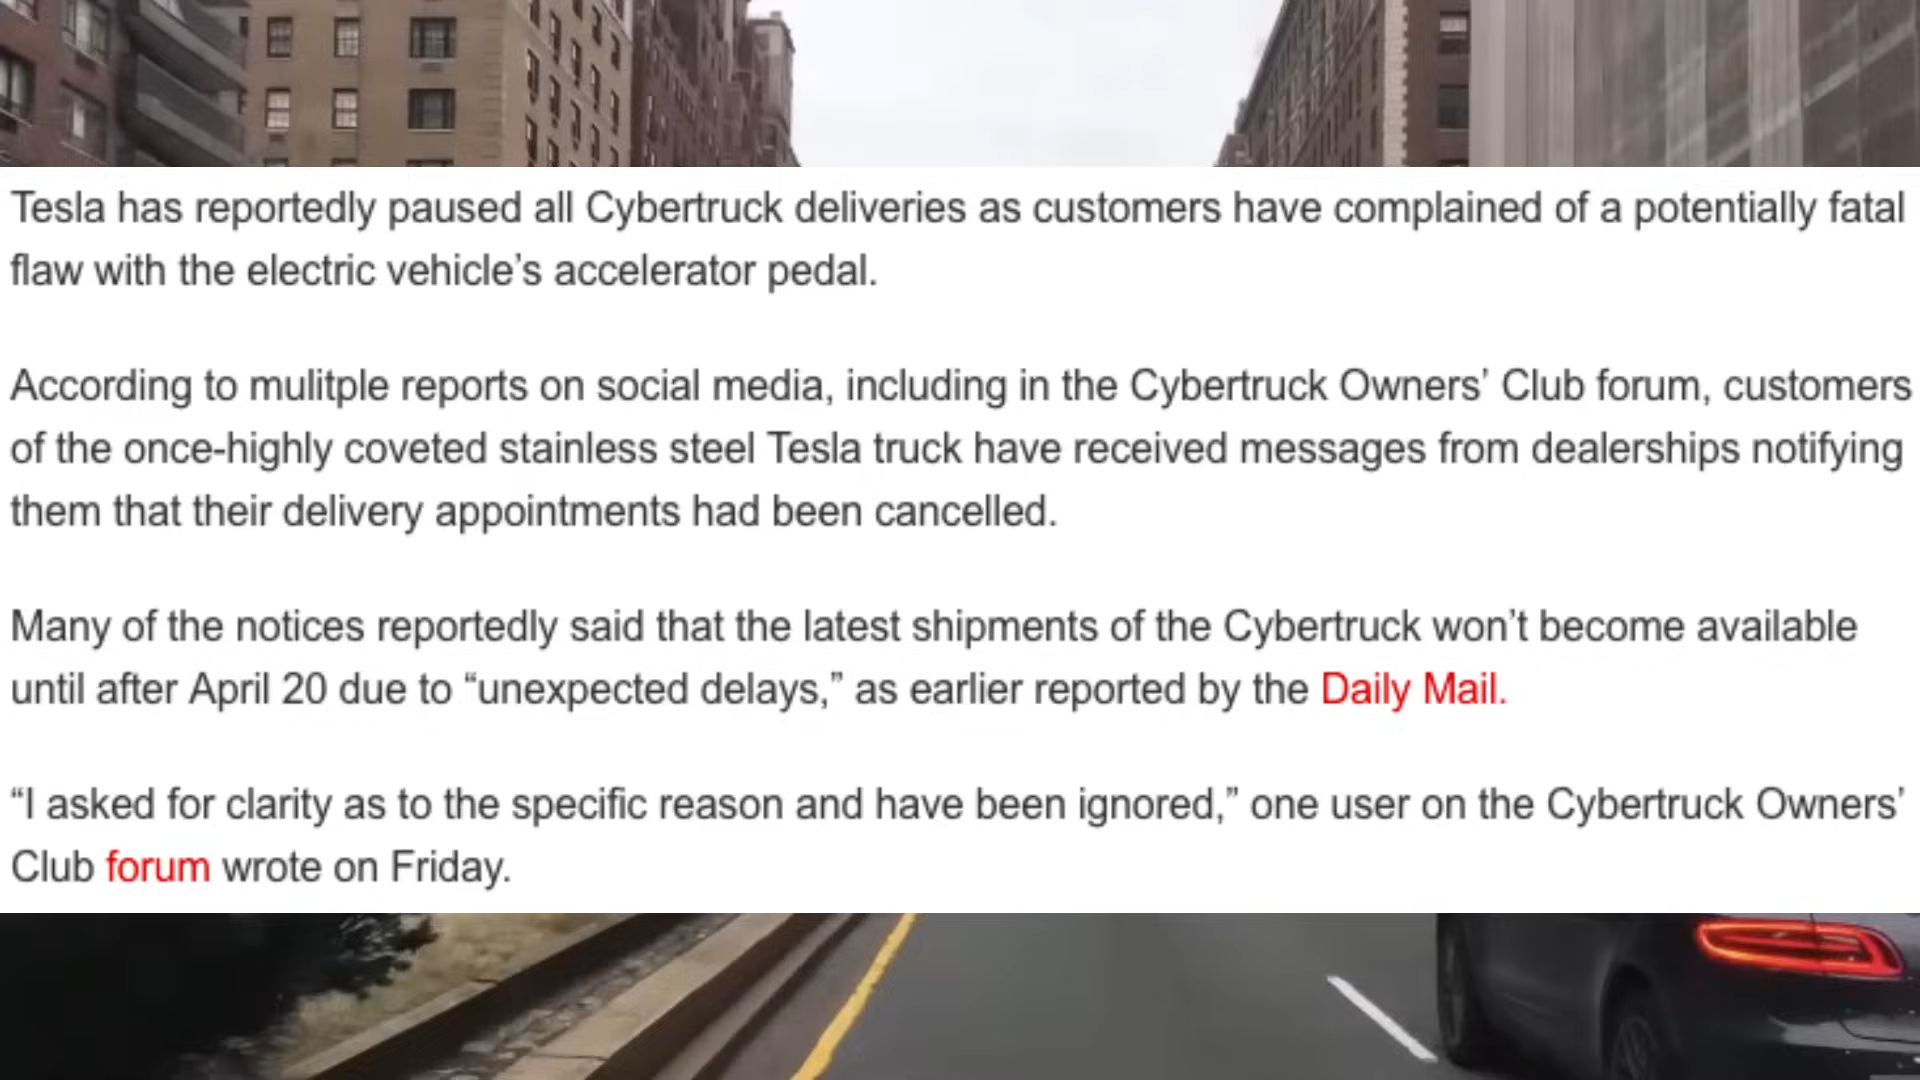 Tesla has reportedly paused all Cybertruck deliveries as customers have complained of a potentially fatal
flaw with the electric vehicle’s accelerator pedal.
According to mulitple reports on social media, including in the Cybertruck Owners’ Club forum, customers
of the once-highly coveted stainless steel Tesla truck have received messages from dealerships notifying
them that their delivery appointments had been cancelled.
Many of the notices reportedly said that the latest shipments of the Cybertruck won’t become available
until after April 20 due to “unexpected delays,” as earlier reported by the Daily Mail.
“I asked for clarity as to the specific reason and have been ignored,” one user on the Cybertruck Owners’
Club forum wrote on Friday.